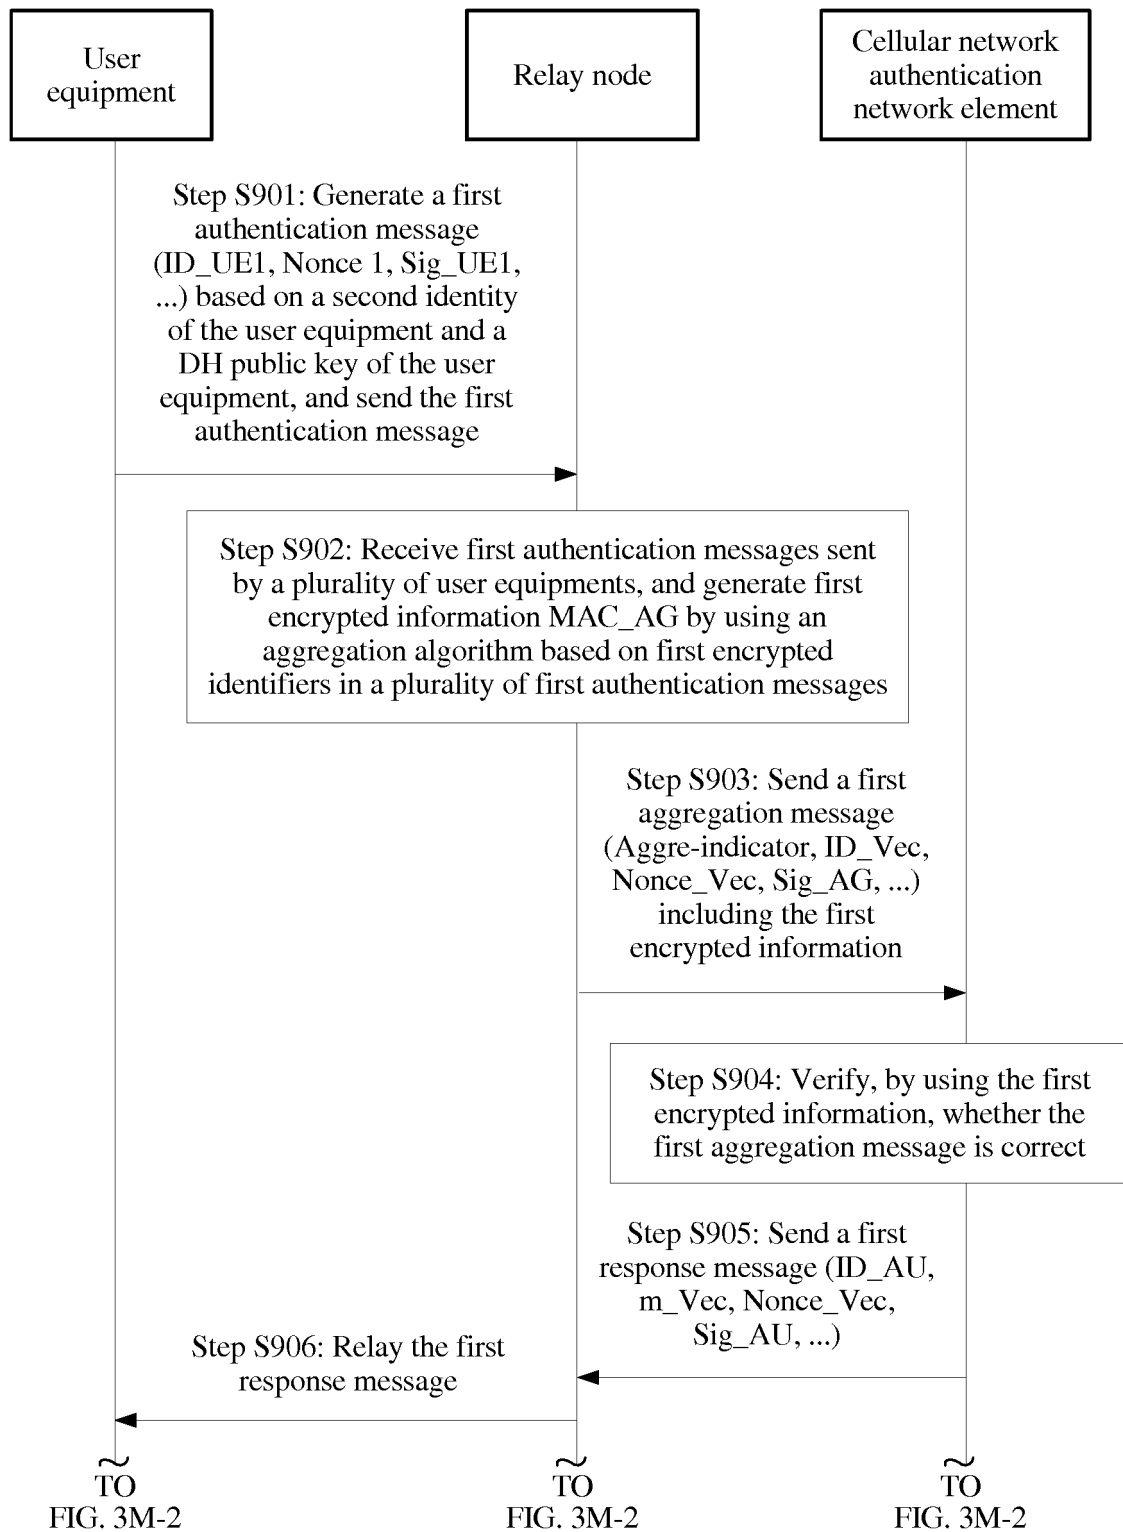 User
equipment
Relay node
Cellular network
authentication
network element
Step S901: Generate a first
authentication message
(ID_UE1, Nonce 1, Sig_UE1,
...) based on a second identity
of the user equipment and a
DH public key of the user
equipment, and send the first
authentication message
Step S902: Receive first authentication messages sent
by a plurality of user equipments, and generate first
encrypted information MAC_AG by using an
aggregation algorithm based on first encrypted
identifiers in a plurality of first authentication messages
Step S903: Send a first
aggregation message
(Aggre-indicator, ID_Vec,
Nonce_Vec, Sig_AG, ...)
including the first
encrypted information
Step S904: Verify, by using the first
encrypted information, whether the
first aggregation message is correct
Step S905: Send a first
response message (ID_AU,
m_Vec, Nonce_Vec,
Sig_AU, ...)
Step S906: Relay the first
response message
TO
FIG. 3M-2
TO
FIG. 3M-2
TO
FIG. 3M-2